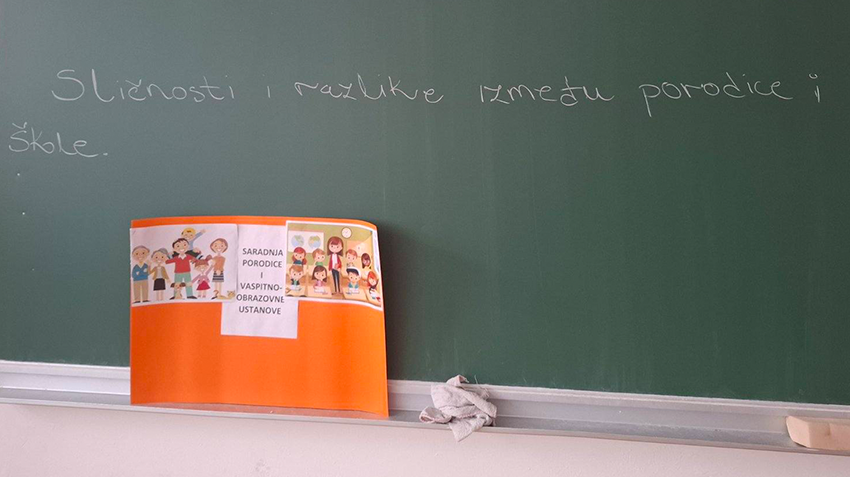 Sličnosti i razlike između porodice i
škole.
SARADNJA
PORODICE
I
VASPITNO-
OBRAZOVNE
USTANOVE